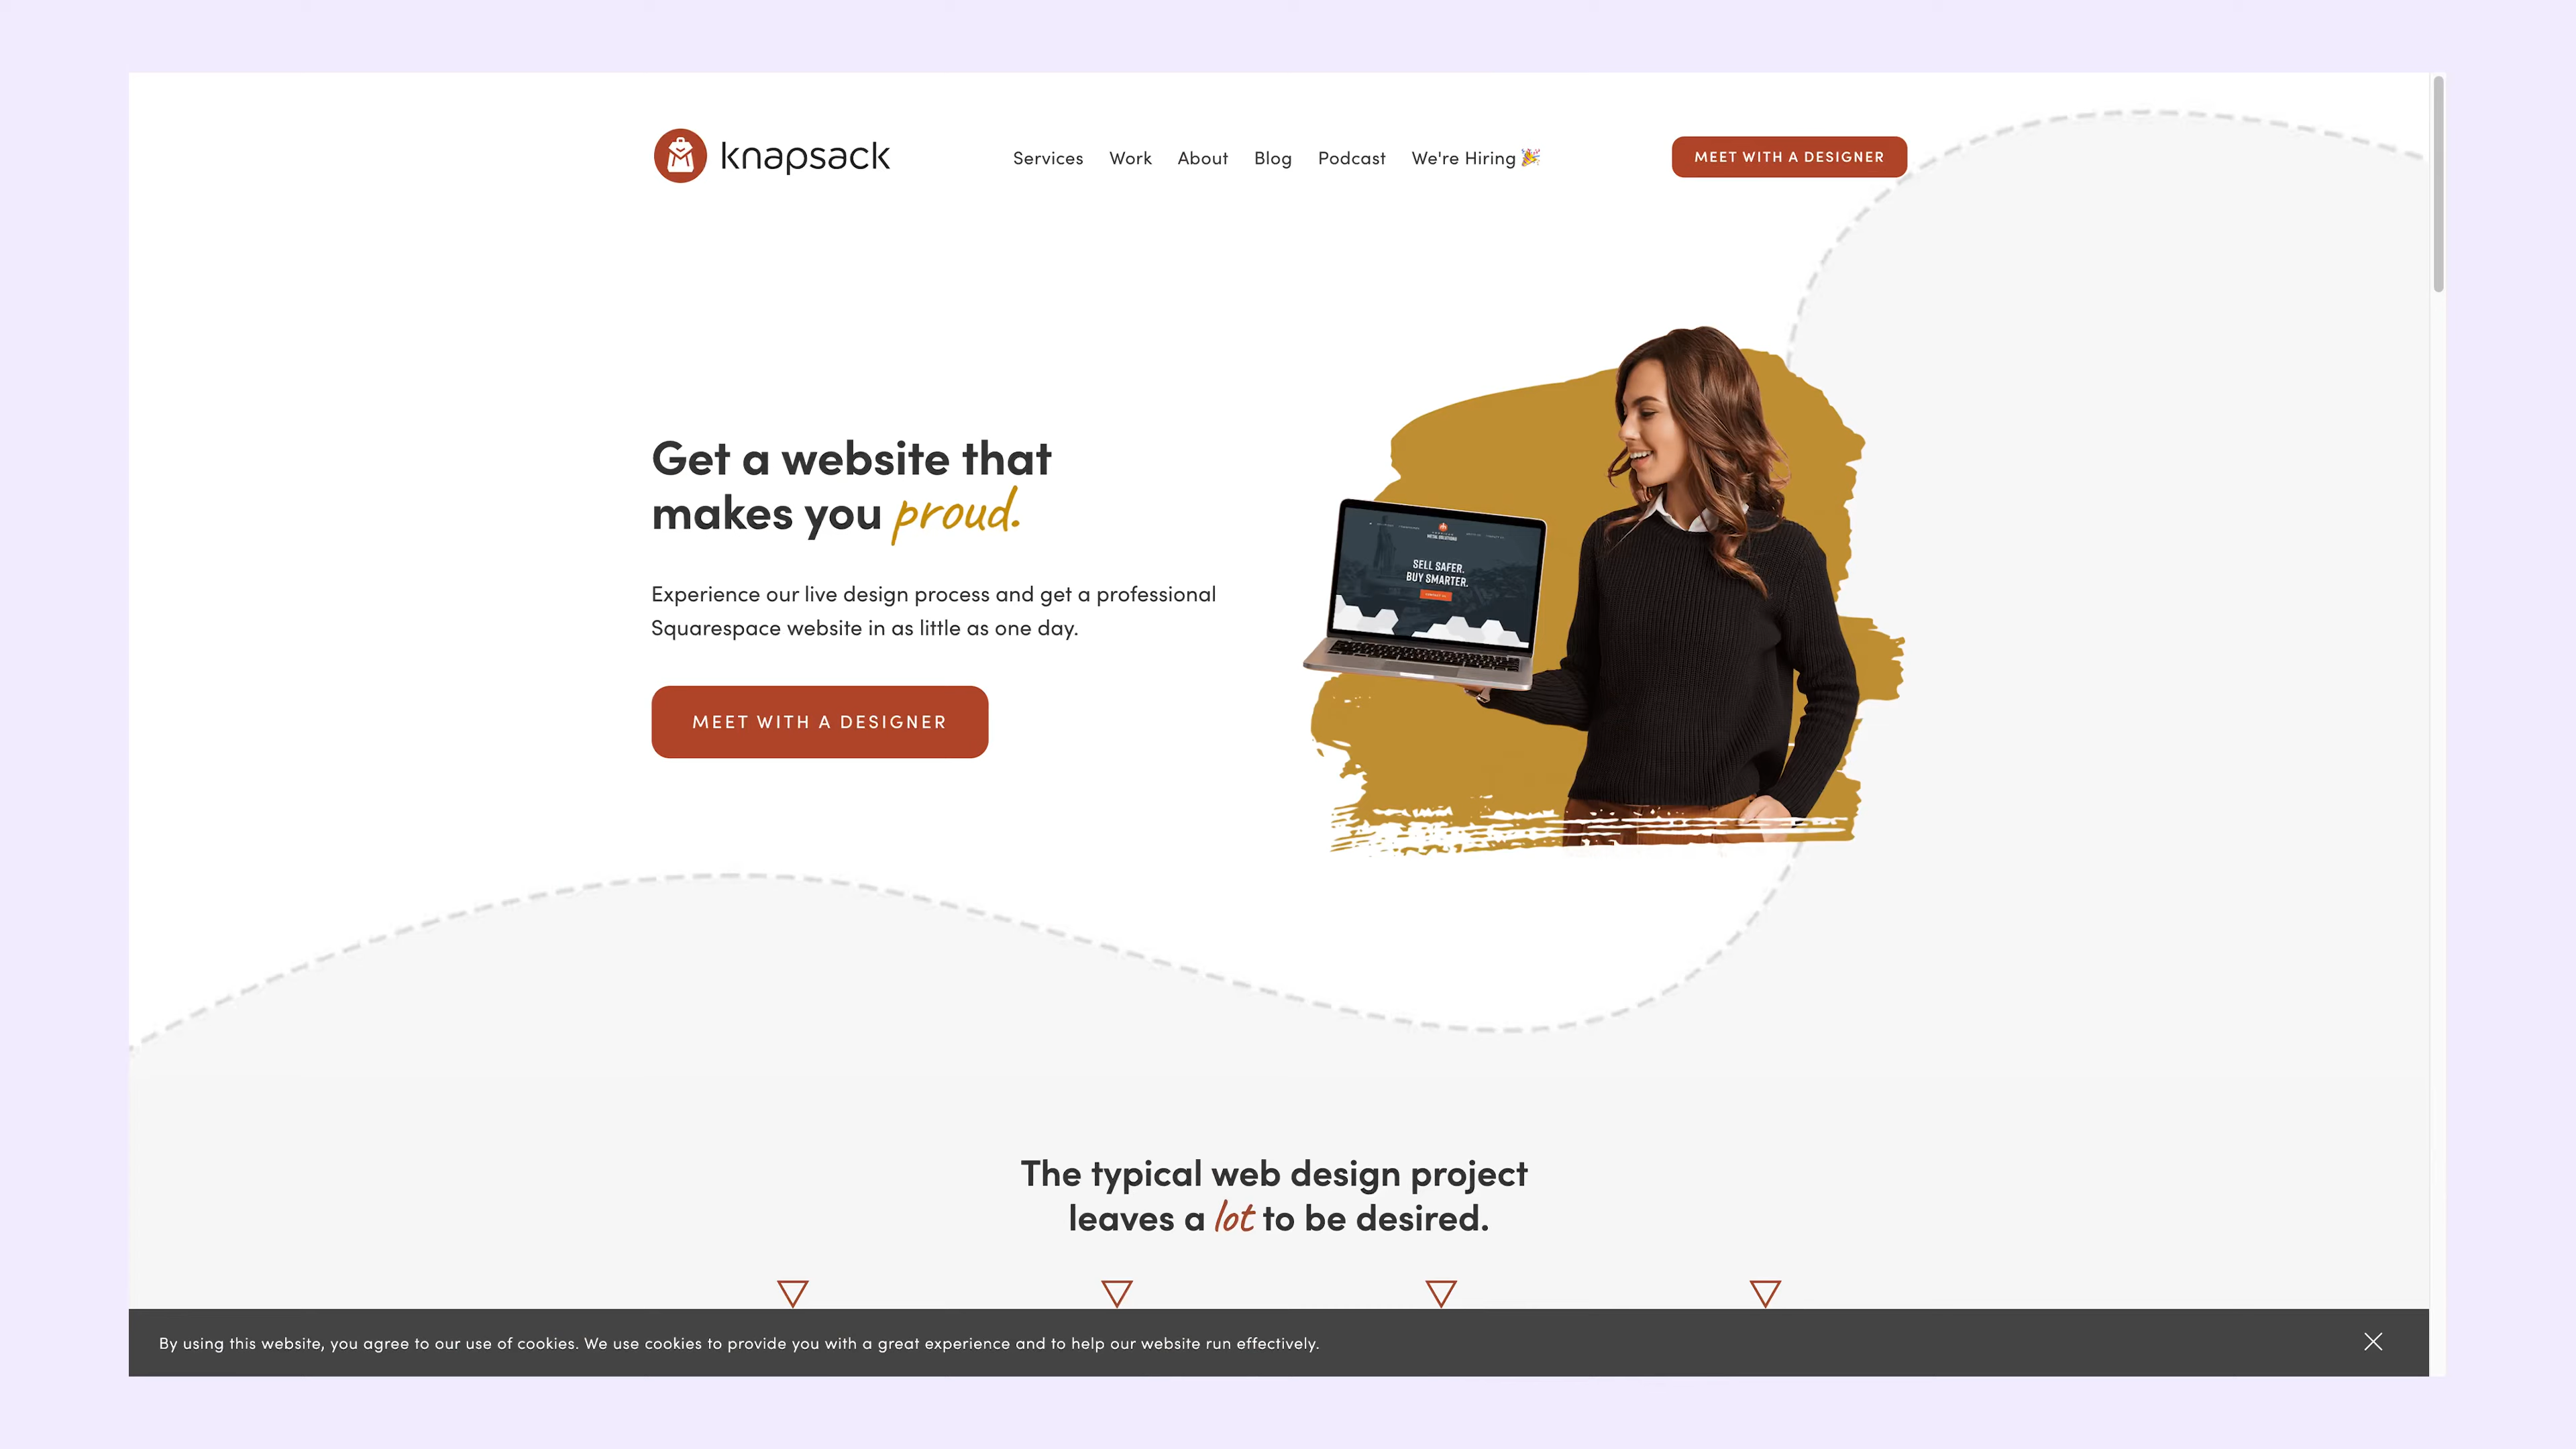 knapsack
Services Work About Blog Podcast We're Hiring 🎉
MEET WITH A DESIGNER
Get a website that
makes you proud.
Experience our live design process and get a professional
Squarespace website in as little as one day.
MEET WITH A DESIGNER
METAL SOLUTIONS
SELL SAFER.
BUY SMARTER.
CONTACT US
The typical web design project
leaves a lot to be desired.
By using this website, you agree to our use of cookies. We use cookies to provide you with a great experience and to help our website run effectively.